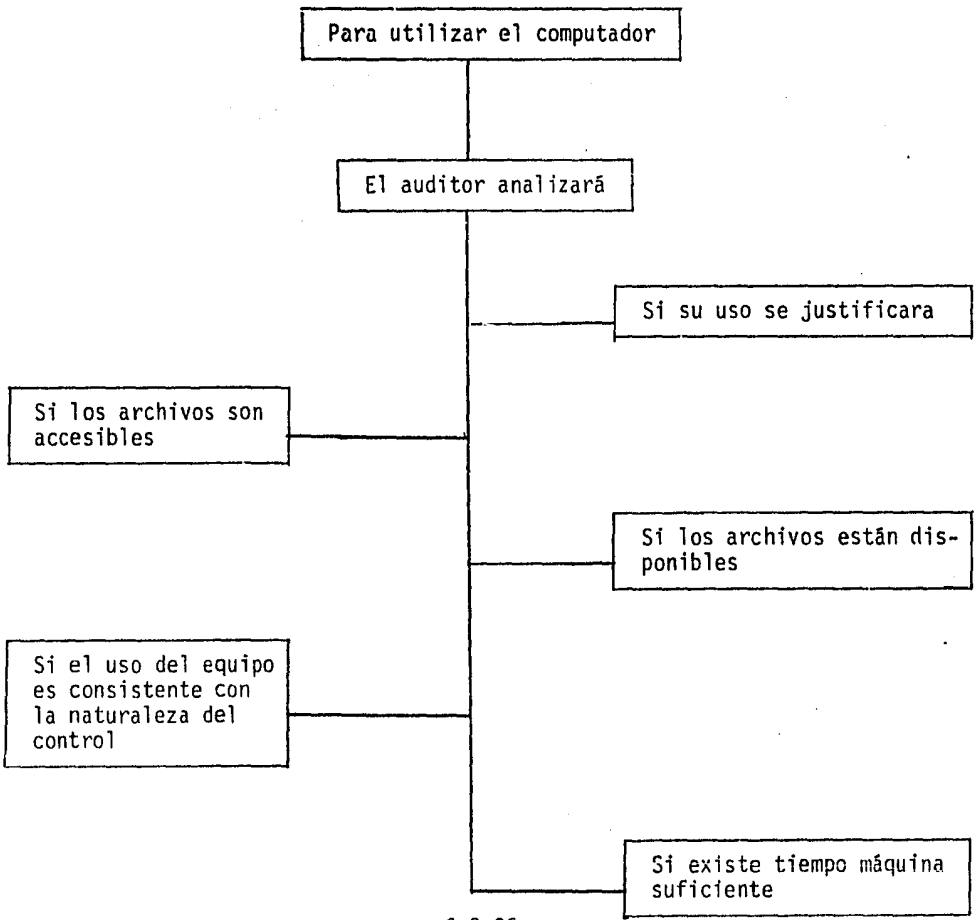 Para utilizar el computador
El auditor analizará
Si su uso se justificara
Si los archivos son
accesibles
Si los archivos están dis-
ponibles
Si el uso del equipo
es consistente con
la naturaleza del
control
Si existe tiempo máquina
suficiente